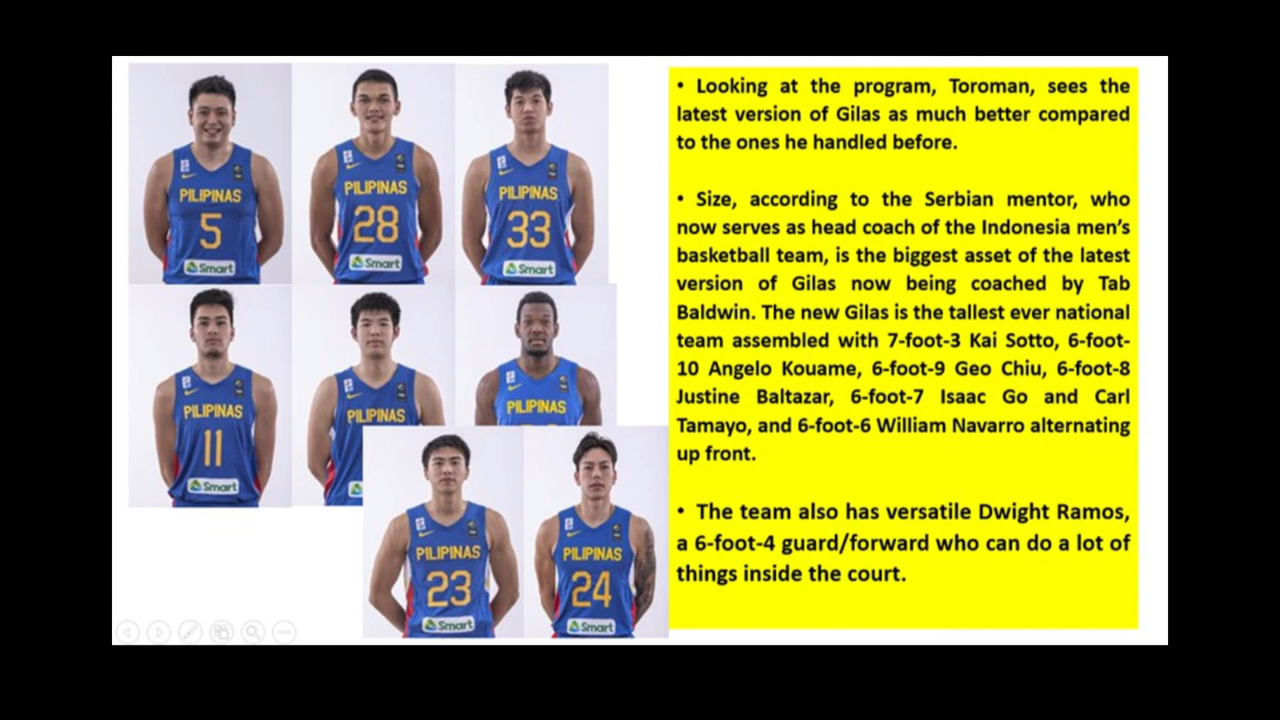 PILIPINAS
5
Smart
PILIPINAS
28
Smart
PILIPINAS
33
Smart
PILIPINAS
11
Smart
PILIPINAS
PILIPINAS
PILIPINAS
23
Smart
PILIPINAS
24
Smart
• Looking at the program, Toroman, sees the
latest version of Gilas as much better compared
to the ones he handled before.
• Size, according to the Serbian mentor, who
now serves as head coach of the Indonesia men’s
basketball team, is the biggest asset of the latest
version of Gilas now being coached by Tab
Baldwin. The new Gilas is the tallest ever national
team assembled with 7-foot-3 Kai Sotto, 6-foot-
10 Angelo Kouame, 6-foot-9 Geo Chiu, 6-foot-8
Justine Baltazar, 6-foot-7 Isaac Go and Carl
Tamayo, and 6-foot-6 William Navarro alternating
up front.
• The team also has versatile Dwight Ramos,
a 6-foot-4 guard/forward who can do a lot of
things inside the court.